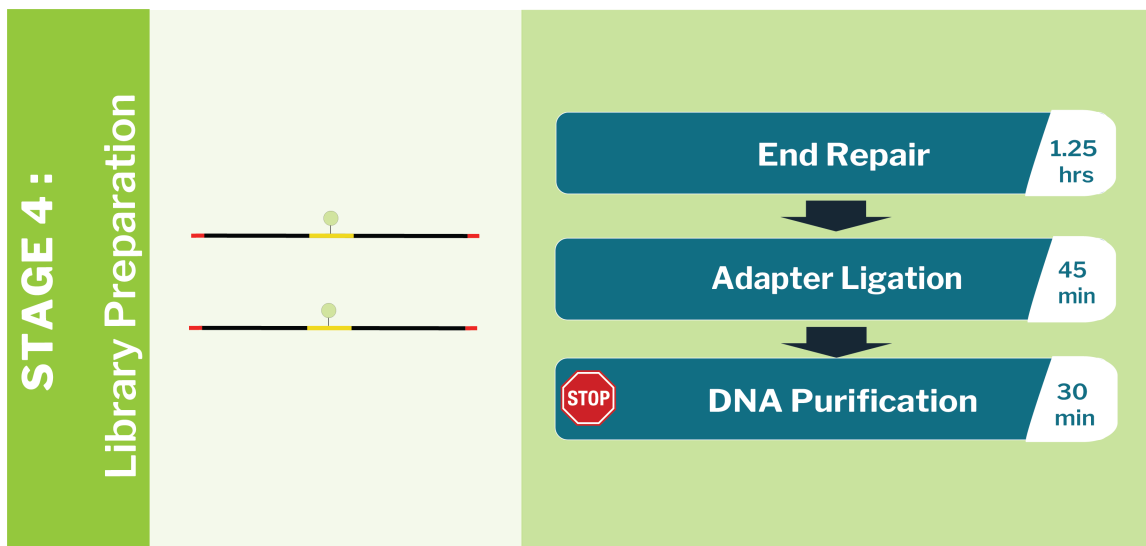 STAGE 4 :
Library Preparation
End Repair
1.25
hrs
Adapter Ligation
45
min
STOP
DNA Purification
30
min